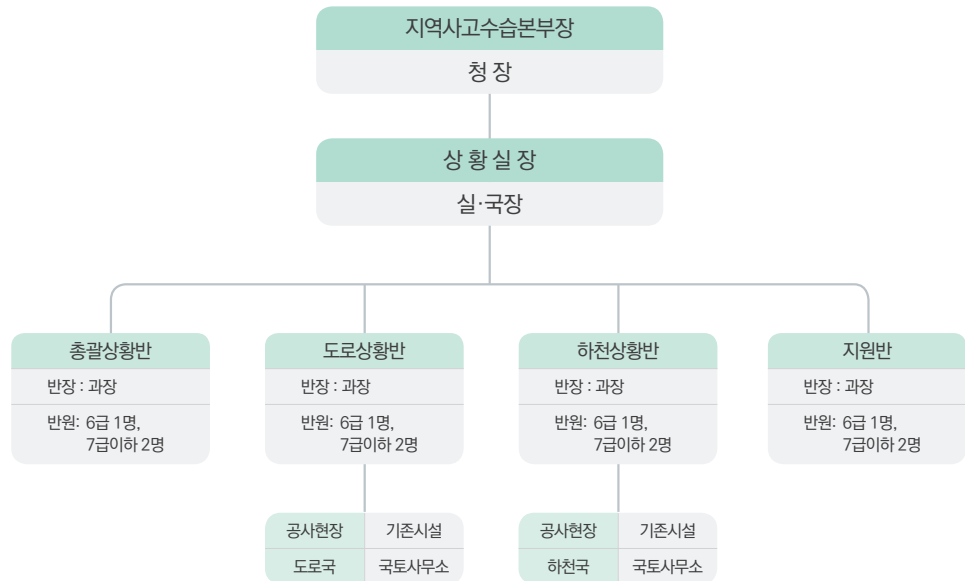 지역사고수습본부장
청 장
상 황 실 장
실·국장
총괄상황반
반장 : 과장
반원: 6급 1명,
7급이하 2명
도로상황반
반장 : 과장
반원: 6급 1명,
7급이하 2명
하천상황반
반장 : 과장
반원: 6급 1명,
7급이하 2명
지원반
반장 : 과장
반원: 6급 1명,
7급이하 2명
공사현장 기존시설
도로국 국토사무소
공사현장 기존시설
하천국 국토사무소